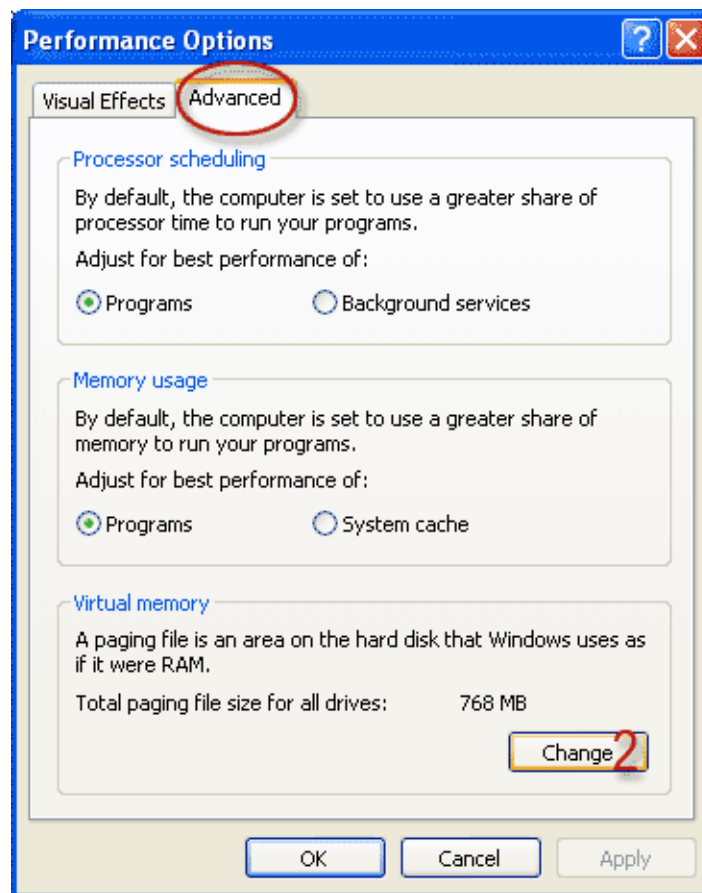 Performance Options
Visual Effects
Advanced
Processor scheduling
By default, the computer is set to use a greater share of
processor time to run your programs.
Adjust for best performance of:
Programs
Background services
Memory usage
By default, the computer is set to use a greater share of
memory to run your programs.
Adjust for best performance of:
Programs
System cache
Virtual memory
A paging file is an area on the hard disk that Windows uses as
if it were RAM.
Total paging file size for all drives: 768 MB
Change 2
OK
Cancel
Apply